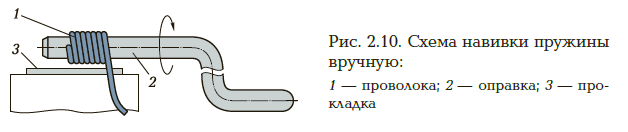 1
3
2
Рис. 2.10. Схема навивки пружины
вручную:
1 — проволока; 2 — оправка; 3 — про-
кладка